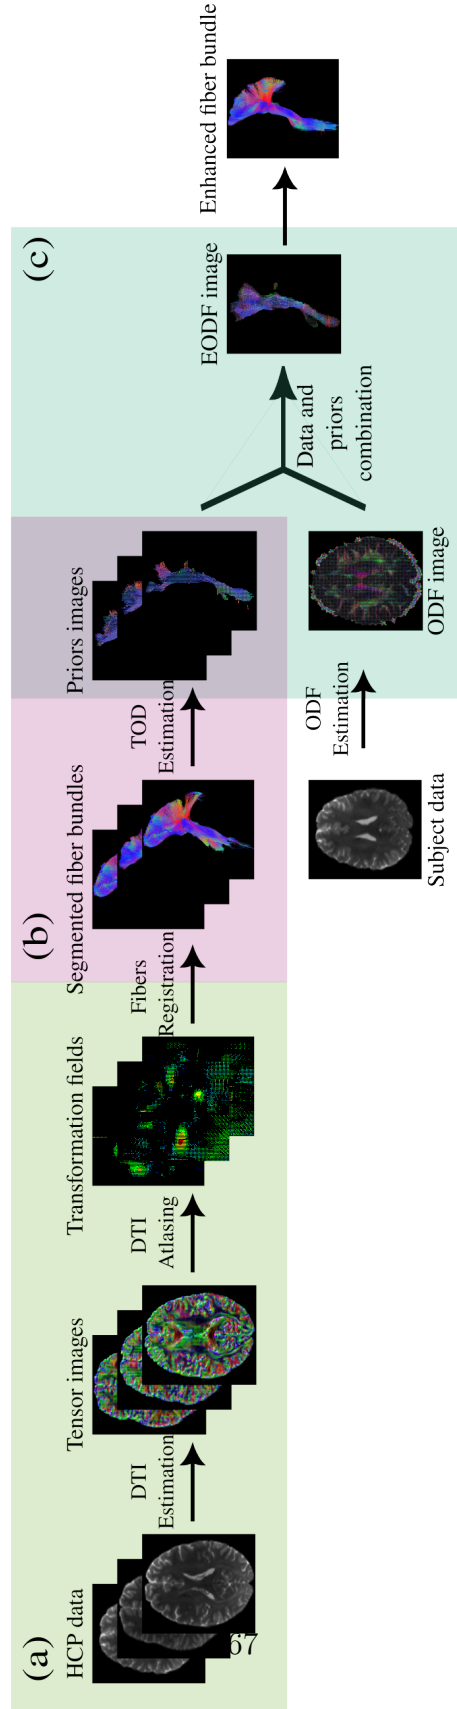 (a)
HCP data
DTI
Estimation
Tensor images
DTI
Atlasing
Transformation fields
Fibers
Registration
(b)
Segmented fiber bundles
TOD
Estimation
Priors images
(c)
Subject data
ODF
Estimation
ODF image
Data and
priors
combination
EODF image
Enhanced fiber bundle
67